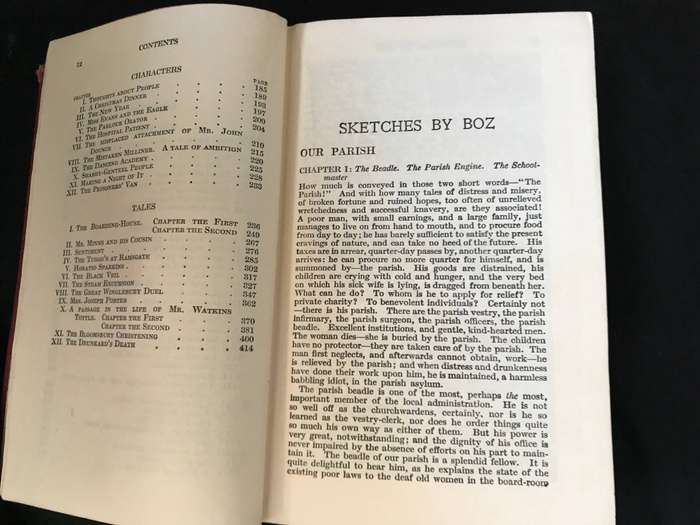 CONTENTS
12
CHARACTERS
CHAPTER PAGE
I. THOUGHTS ABOUT PEOPLE 185
II. A CHRISTMAS DINNER 189
III. THE NEW YEAR 193
IV. MISS EVANS AND THE EAGLE 197
V. THE PARLOUR ORATOR 200
VI. THE HOSPITAL PATIENT 204
VII. THE MISPLACED ATTACHMENT OF MR. JOHN
DOUNCE 210
VIII. THE MISTAKEN MILLINER. A TALE OF AMBITION 215
IX. THE DANCING ACADEMY 220
X. SHABBY-GENTEEL PEOPLE 225
XI. MAKING A NIGHT OF IT 228
XII. THE PRISONERS' VAN 233
TALES
I. THE BOARDING-HOUSE. CHAPTER THE FIRST 236
CHAPTER THE SECOND 249
II. MR. MINNS AND HIS COUSIN 267
III. SENTIMENT 276
IV. THE TUGGS'S AT RAMSGATE 285
V. HORATIO SPARKINS 302
VI. THE BLACK VEIL 317
VII. THE STEAM EXCURSION 327
VIII. THE GREAT WINGLEBURY DUEL 347
IX. MRS. JOSEPH PORTER 362
X. A PASSAGE IN THE LIFE OF MR. WATKINS
TOTTLE. CHAPTER THE FIRST 370
CHAPTER THE SECOND 381
XI. THE BLOOMSBURY CHRISTENING 400
XII. THE DRUNKARD'S DEATH 414
SKETCHES BY BOZ
OUR PARISH
CHAPTER I: The Beadle. The Parish Engine. The School-
master
How much is conveyed in those two short words—"The
Parish!" And with how many tales of distress and misery,
of broken fortune and ruined hopes, too often of unrelieved
wretchedness and successful knavery, are they associated!
A poor man, with small earnings, and a large family, just
manages to live on from hand to mouth, and to procure food
from day to day; he has barely sufficient to satisfy the present
cravings of nature, and can take no heed of the future. His
taxes are in arrear, quarter-day passes by, another quarter-day
arrives: he can procure no more quarter for himself, and is
summoned by—the parish. His goods are distrained, his
children are crying with cold and hunger, and the very bed
on which his sick wife is lying, is dragged from beneath her.
What can he do? To whom is he to apply for relief? To
private charity? To benevolent individuals? Certainly not
—there is his parish. There are the parish vestry, the parish
infirmary, the parish surgeon, the parish officers, the parish
beadle. Excellent institutions, and gentle, kind-hearted men.
The woman dies—she is buried by the parish. The children
have no protector—they are taken care of by the parish. The
man first neglects, and afterwards cannot obtain, work—he
is relieved by the parish; and when distress and drunkenness
have done their work upon him, he is maintained, a harmless
babbling idiot, in the parish asylum.
The parish beadle is one of the most, perhaps the most,
important member of the local administration. He is not
so well off as the churchwardens, certainly, nor is he so
learned as the vestry-clerk, nor does he order things quite
so much his own way as either of them. But his power is
very great, notwithstanding; and the dignity of his office is
never impaired by the absence of efforts on his part to main-
tain it. The beadle of our parish is a splendid fellow. It is
quite delightful to hear him, as he explains the state of the
existing poor laws to the deaf old women in the board-room